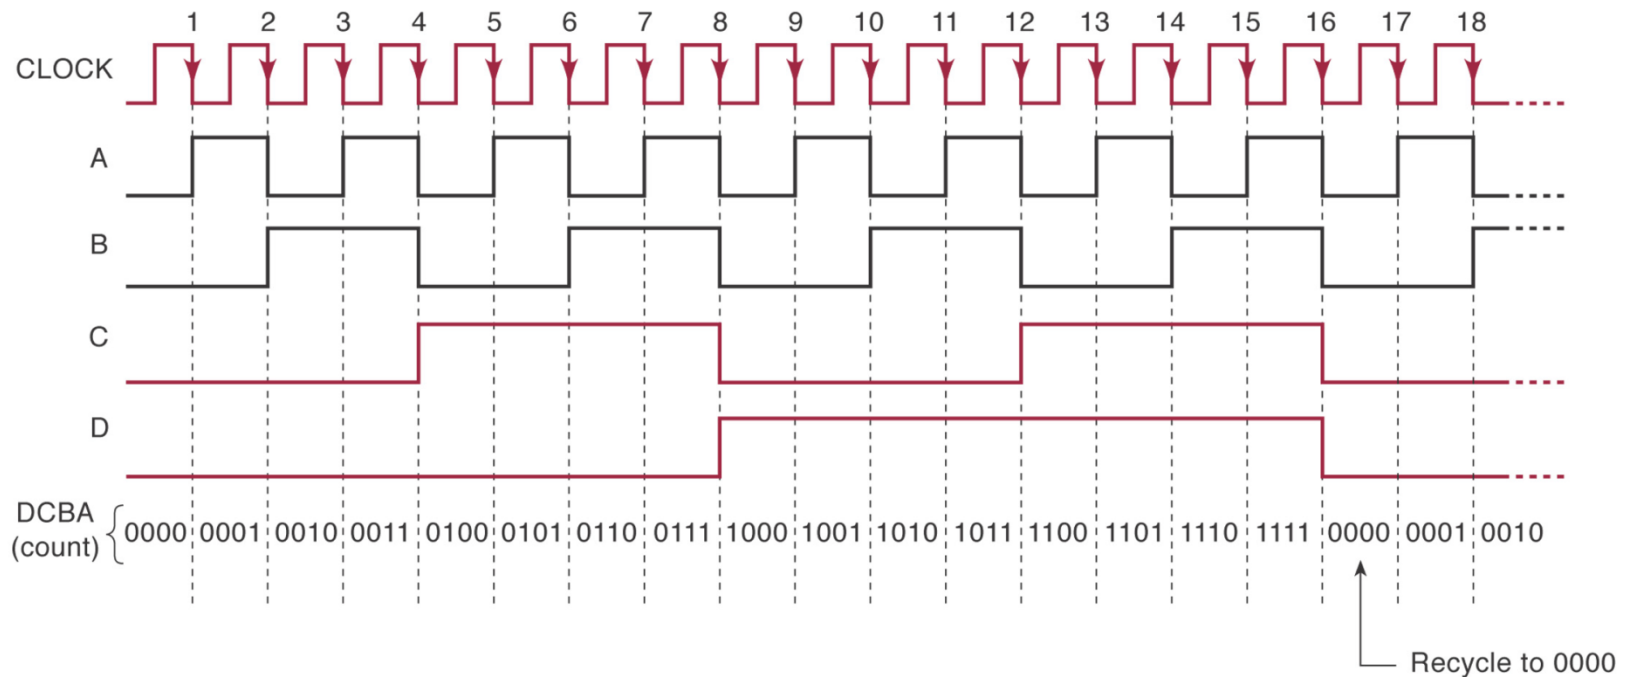 1 2 3 4 5 6 7 8 9 10 11 12 13 14 15 16 17 18
CLOCK
A
B
C
D
DCBA
(count)
0000 0001 0010 0011 0100 0101 0110 0111 1000 1001 1010 1011 1100 1101 1110 1111 0000 0001 0010
Recycle to 0000